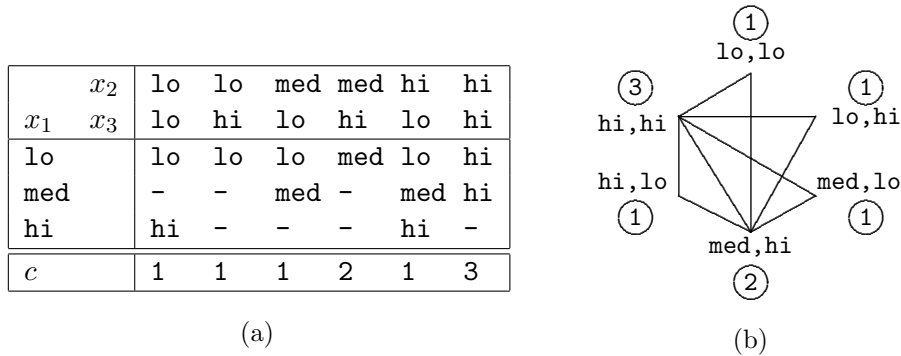 x2 lo lo med med hi hi
x1 x3 lo hi lo hi lo hi
lo lo lo lo med lo hi
med - - med - med hi
hi hi - - - hi -
c 1 1 1 2 1 3
(a)
1
lo,lo
3
hi,hi
1
lo,hi
hi,lo
1
med,lo
1
med,hi
2
(b)